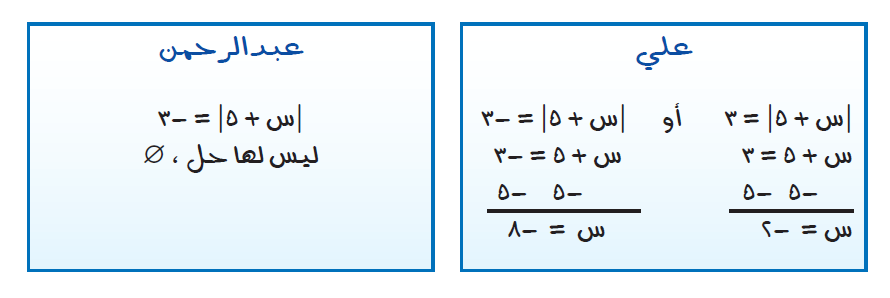 علي
|س + ٥| = ٣ أو |س + ٥| = –٣
س + ٥ = ٣ س + ٥ = –٣
–٥ –٥ –٥ –٥
س = –٢ س = –٨
عبدالرحمن
|س + ٥| = –٣
ليس لها حل ، ∅